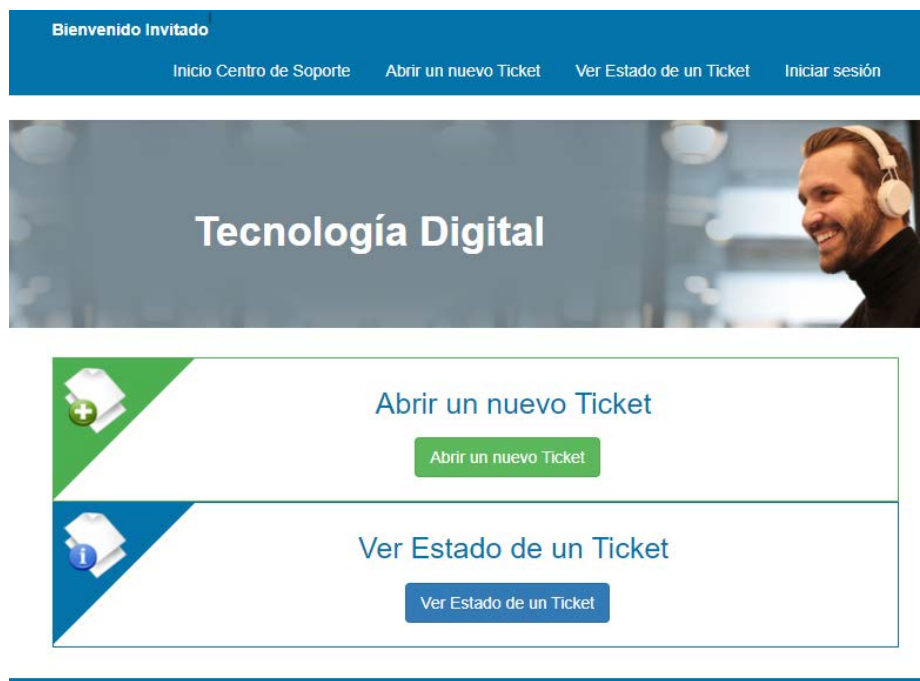 Bienvenido Invitado
Inicio Centro de Soporte Abrir un nuevo Ticket Ver Estado de un Ticket Iniciar sesión
Tecnología Digital
Abrir un nuevo Ticket
Abrir un nuevo Ticket
Ver Estado de un Ticket
Ver Estado de un Ticket